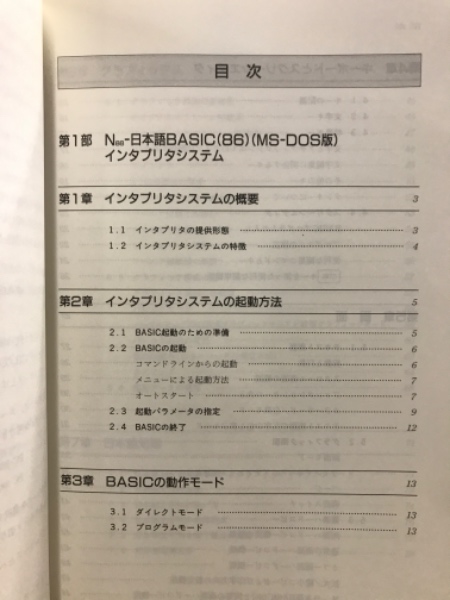 目 次
第1部 N88-日本語BASIC(86)(MS-DOS版)
インタプリタシステム
第1章 インタプリタシステムの概要 3
1.1 インタプリタの提供形態 3
1.2 インタプリタシステムの特徴 4
第2章 インタプリタシステムの起動方法 5
2.1 BASIC起動のための準備 5
2.2 BASICの起動 6
コマンドラインからの起動 6
メニューによる起動方法 7
オートスタート 7
2.3 起動パラメータの指定 9
2.4 BASICの終了 12
第3章 BASICの動作モード 13
3.1 ダイレクトモード 13
3.2 プログラムモード 13